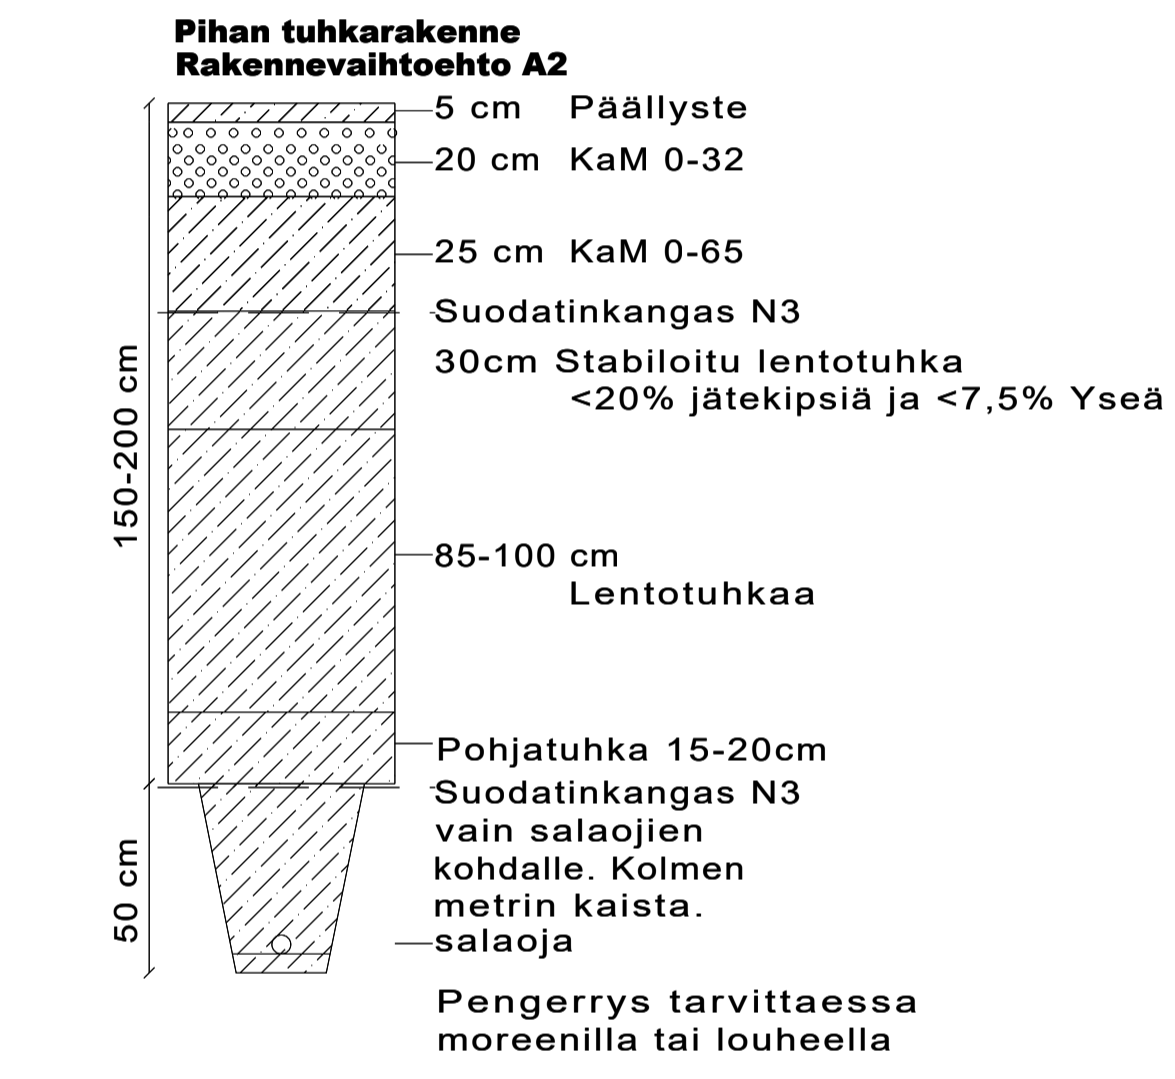 Pihan tuhkarakenne
Rakennevaihtoehto A2
5 cm Päällyste
20 cm KaM 0-32
25 cm KaM 0-65
Suodatinkangas N3
30cm Stabiloitu lentotuhka
<20% jätekipsiä ja <7,5% Yseä
150-200 cm
85-100 cm
Lentotuhkaa
Pohjatuhka 15-20cm
Suodatinkangas N3
vain salaojien
kohdalle. Kolmen
metrin kaista.
50 cm
salaoja
Pengerrys tarvittaessa
moreenilla tai louheella